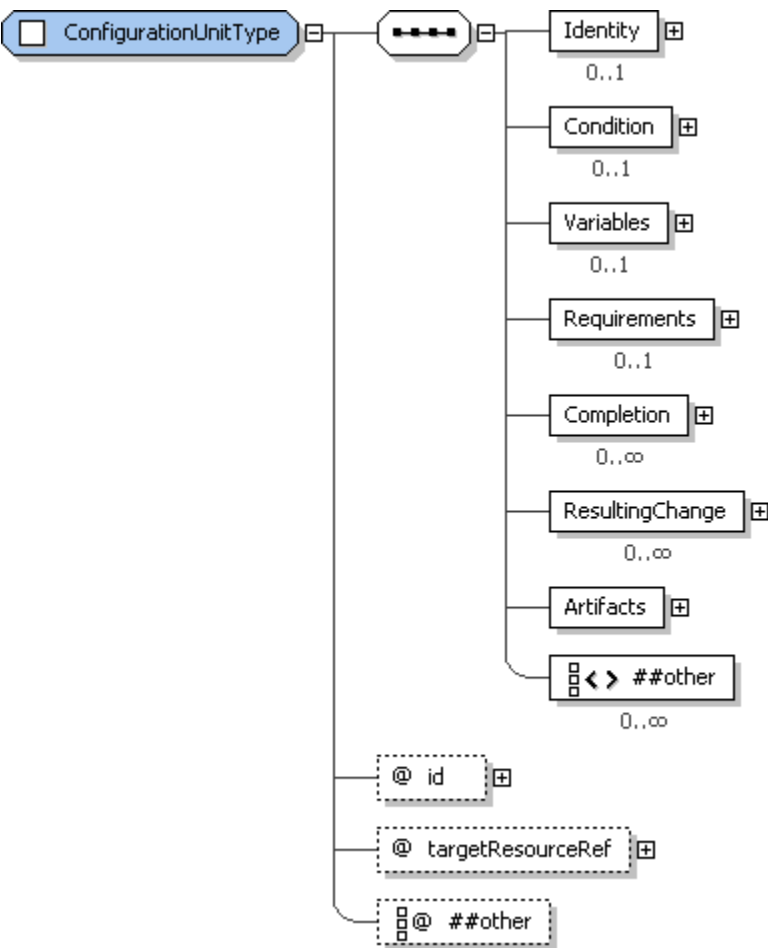 ConfigurationUnitType
Identity
0..1
Condition
0..1
Variables
0..1
Requirements
0..1
Completion
0..∞
ResultingChange
0..∞
Artifacts
##other
0..∞
@ id
@ targetResourceRef
@ ##other